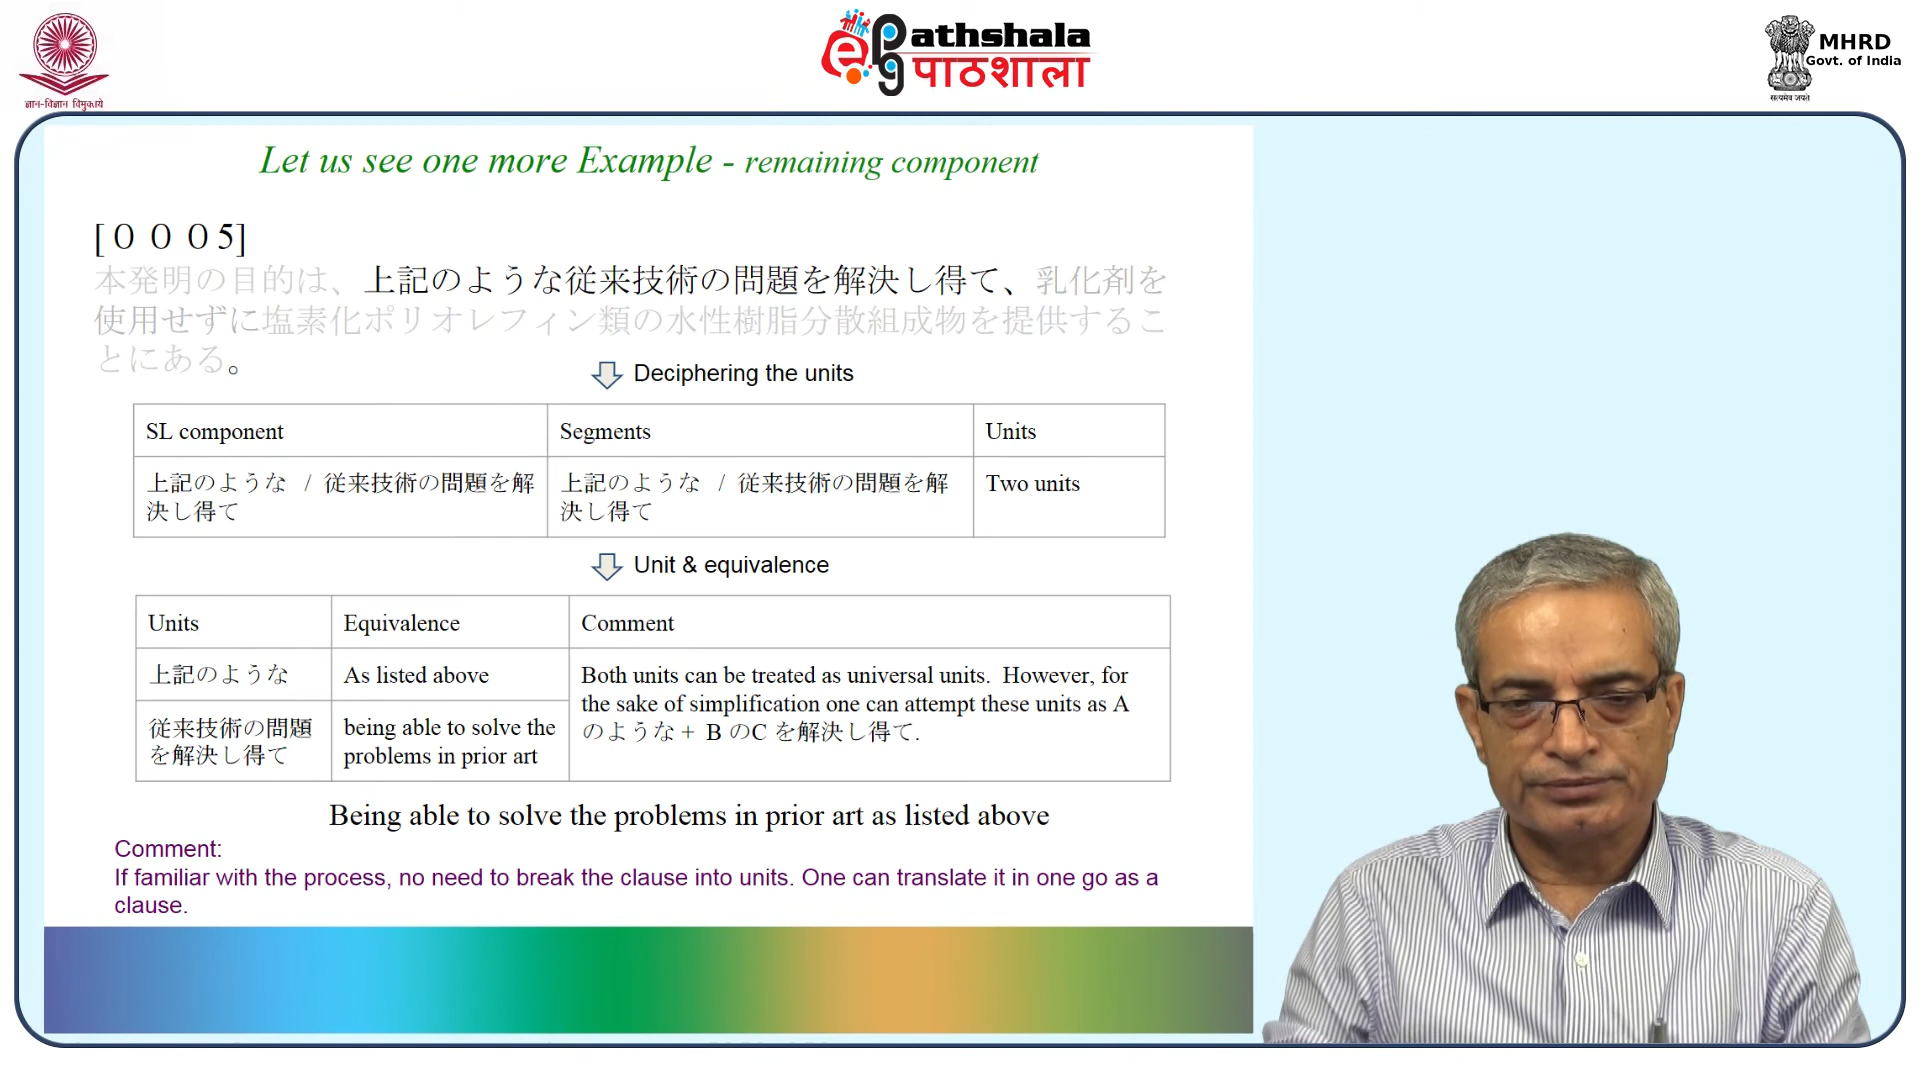 ज्ञान-विज्ञान विमुक्तये
ePathshala
पाठशाला
MHRD
Govt. of India
सत्यमेव जयते
Let us see one more Example - remaining component
[０００５]
本発明の目的は、上記のような従来技術の問題を解決し得て、乳化剤を
使用せずに塩素化ポリオレフィン類の水性樹脂分散組成物を提供するこ
とにある。
Deciphering the units
SL component Segments Units
上記のような / 従来技術の問題を解 上記のような / 従来技術の問題を解 Two units
決し得て 決し得て
Unit & equivalence
Units Equivalence Comment
上記のような As listed above Both units can be treated as universal units. However, for
the sake of simplification one can attempt these units as A
従来技術の問題 being able to solve the のような + B のC を解決し得て.
を解決し得て problems in prior art
Being able to solve the problems in prior art as listed above
Comment:
If familiar with the process, no need to break the clause into units. One can translate it in one go as a
clause.